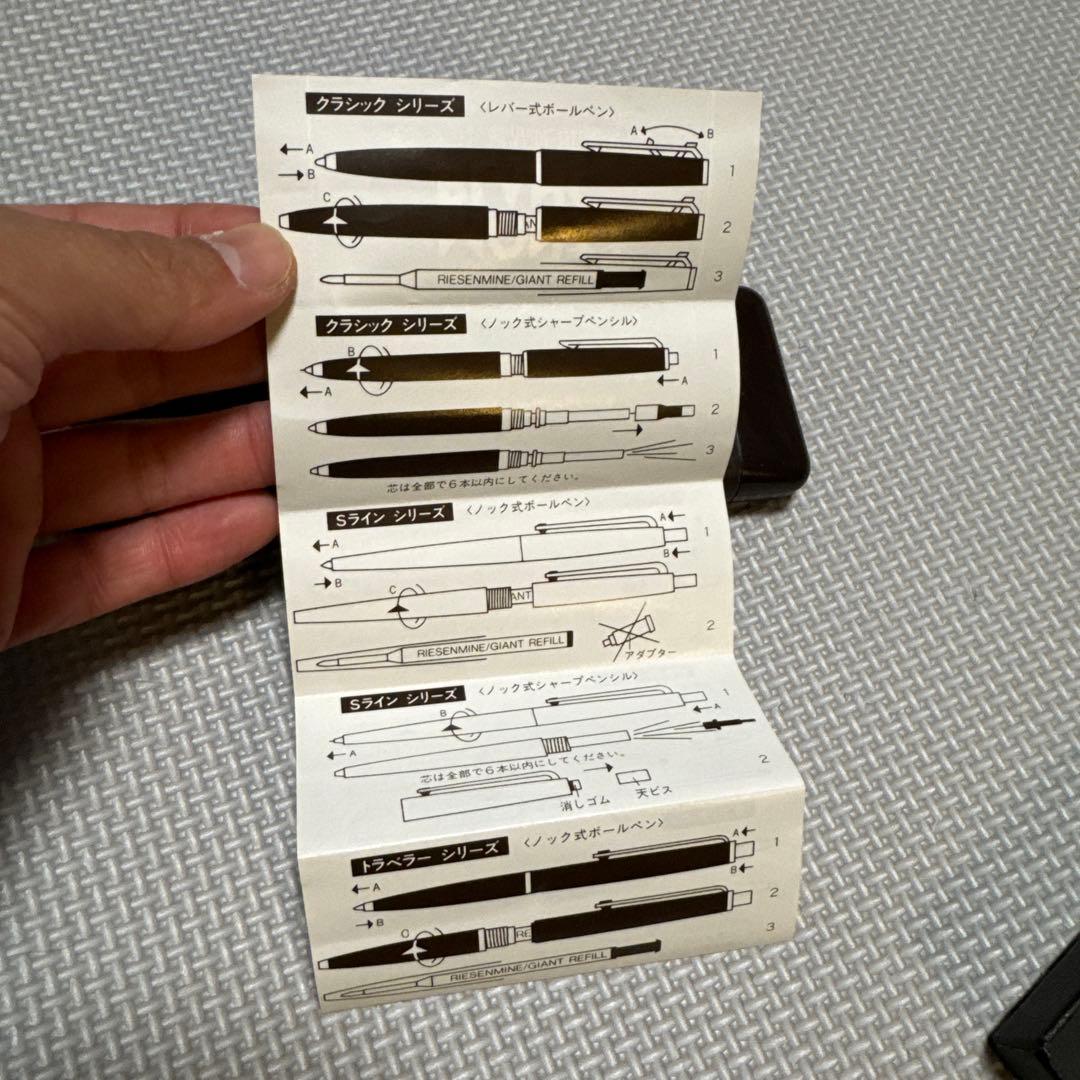 クラシック シリーズ 〈レバー式ボールペン〉
A B
A
B
1
C
2
RIESENMINE/GIANT REFILL
3
クラシック シリーズ 〈ノック式シャープペンシル〉
B
1
A
A
2
3
芯は全部で6本以内にしてください。
Sライン シリーズ 〈ノック式ボールペン〉
A
1
A
B
B
C
ANT
RIESENMINE/GIANT REFILL
アダプター
2
Sライン シリーズ 〈ノック式シャープペンシル〉
1
B
A
A
芯は全部で6本以内にしてください。
2
消しゴム
天ビス
トラベラー シリーズ 〈ノック式ボールペン〉
A
1
A
B
B
2
C
RE
3
RIESENMINE/GIANT REFILL